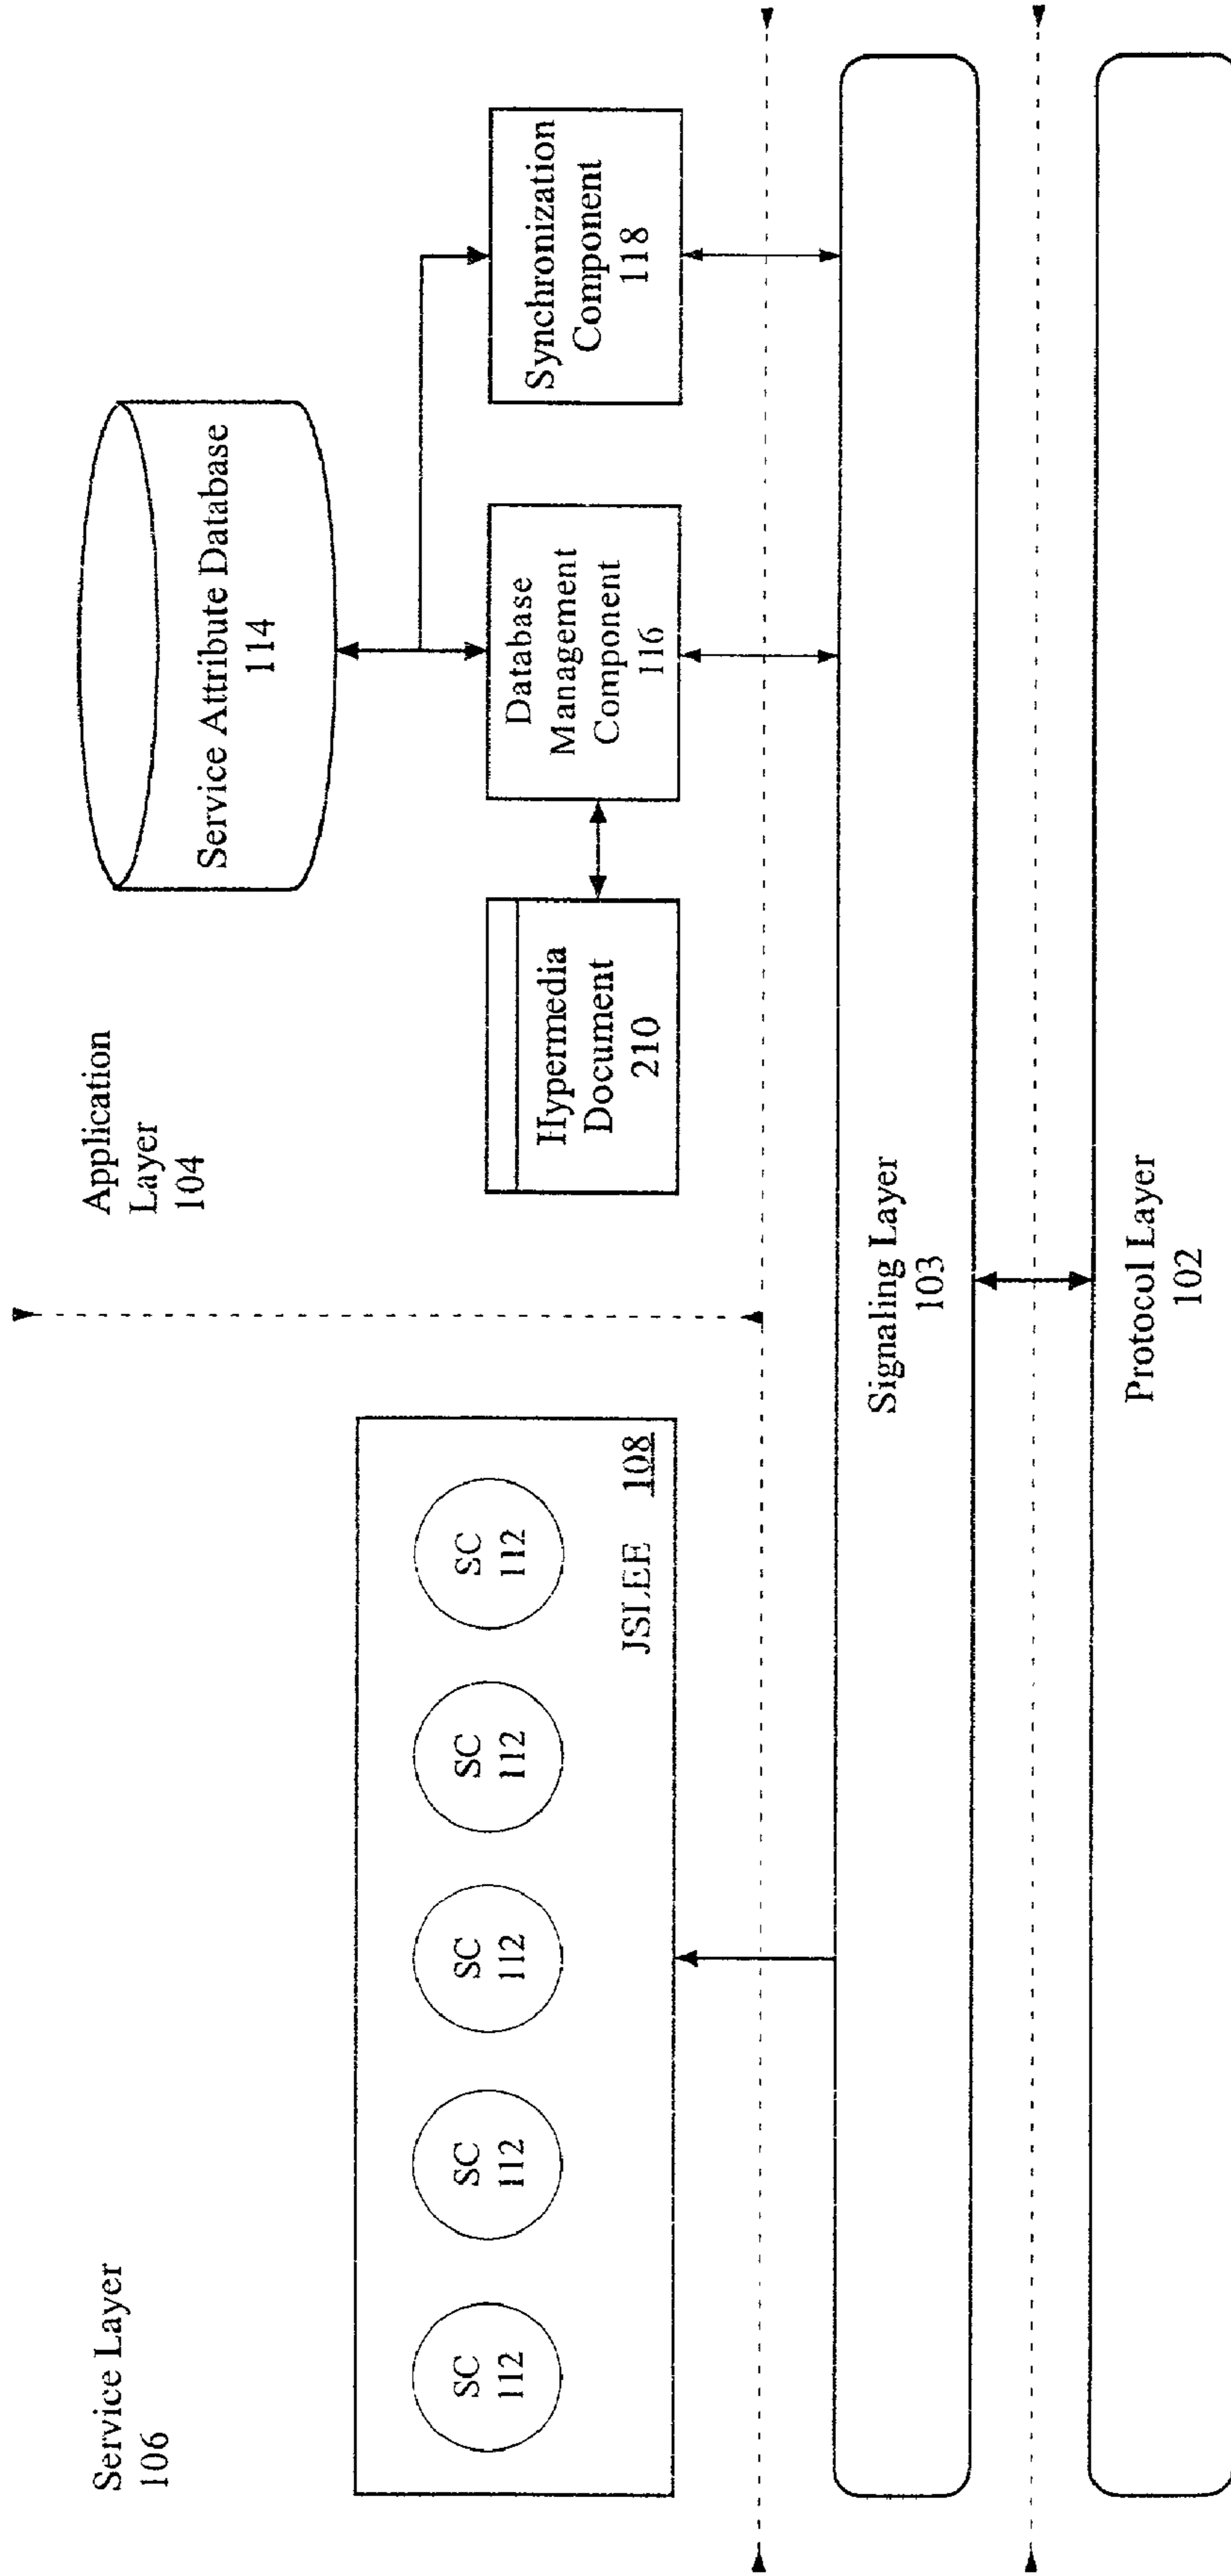 Service Layer
106
Application
Layer
104
Service Attribute Database
114
SC
112
SC
112
SC
112
SC
112
SC
112
JSLEE 108
Hypermedia
Document
210
Database
Management
Component
116
Synchronization
Component
118
Signaling Layer
103
Protocol Layer
102